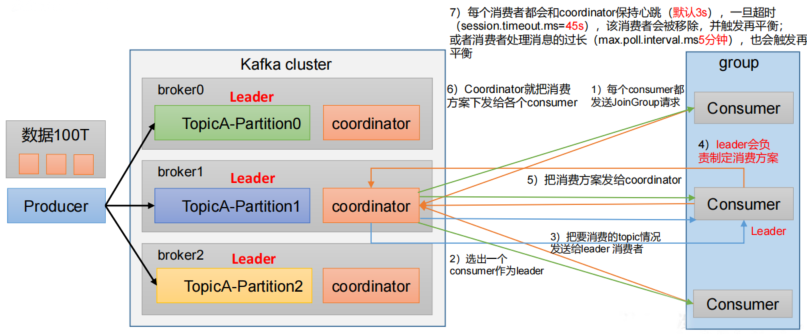 7）每个消费者都会和coordinator保持心跳（默认3s），一旦超时
（session.timeout.ms=45s），该消费者会被移除，并触发再平衡；
或者消费者处理消息的过长（max.poll.interval.ms5分钟），也会触发再
平衡
Kafka cluster
group
broker0
Leader
TopicA-Partition0
coordinator
6）Coordinator就把消费
方案下发给各个consumer
1）每个consumer都
发送JoinGroup请求
Consumer
数据100T
4）leader会负
责制定消费方案
broker1
Leader
5）把消费方案发给coordinator
Producer
TopicA-Partition1
coordinator
Consumer
Leader
3）把要消费的topic情况
发送给leader 消费者
broker2
Leader
2）选出一个
consumer作为leader
TopicA-Partition2
coordinator
Consumer